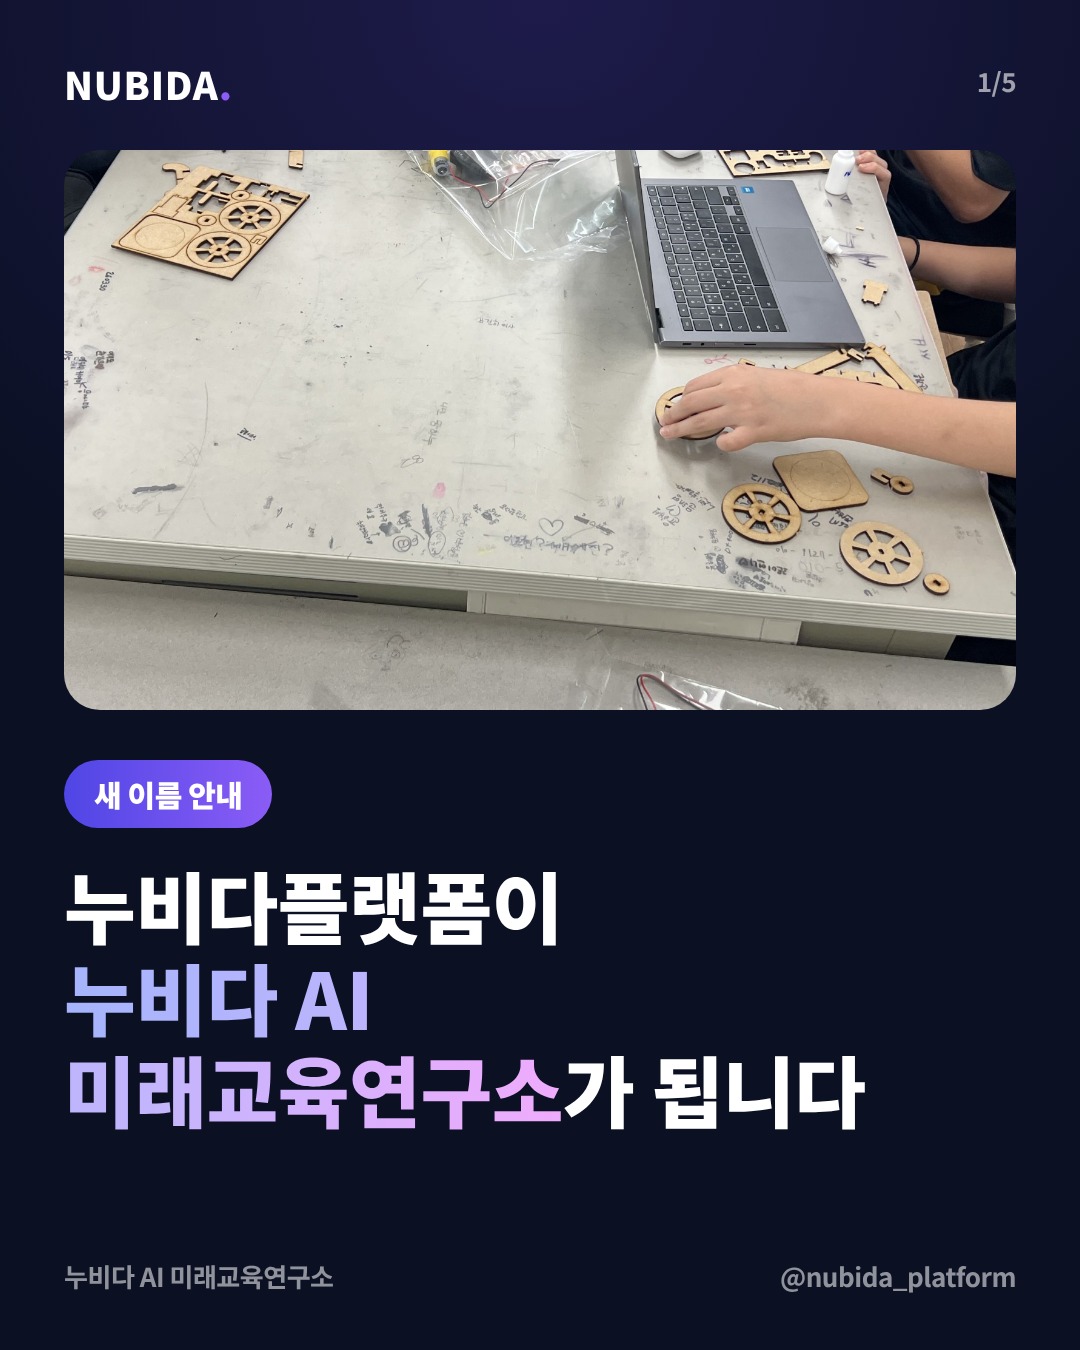 NUBIDA.
1/5
새 이름 안내
누비다플랫폼이
누비다 AI
미래교육연구소가 됩니다
누비다 AI 미래교육연구소
@nubida_platform